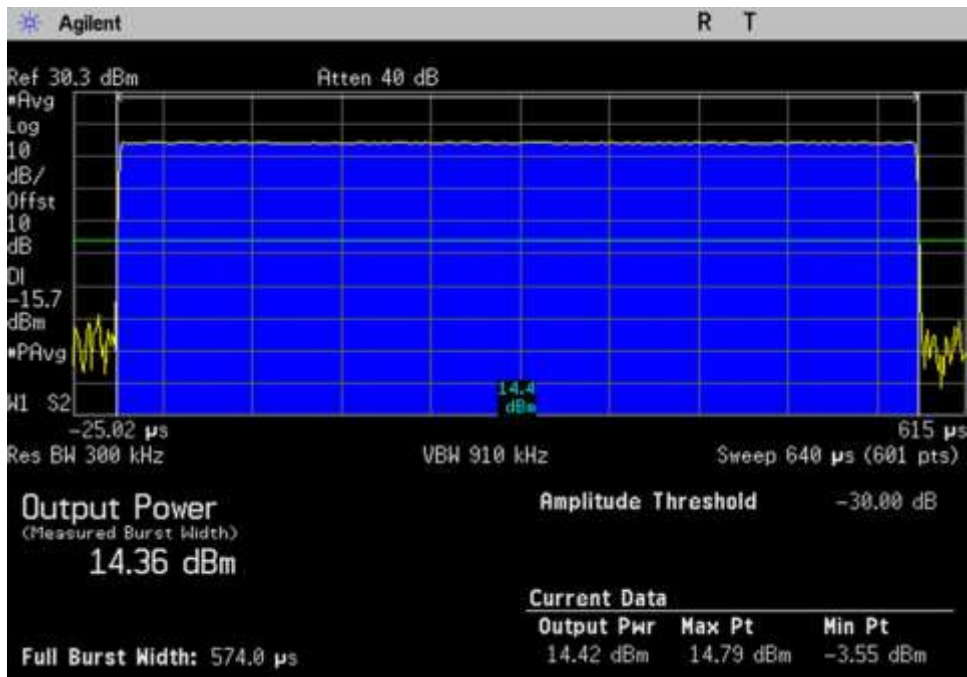 Agilent R T
Ref 30.3 dBm Atten 40 dB
*Avg
Log
10
dB/
Offst
10
dB
DI
-15.7
dBm
*PAvg
14.4
dBm
W1 S2
-25.02 µs 615 µs
Res BW 300 kHz VBW 910 kHz Sweep 640 µs (601 pts)
Output Power
(Measured Burst Width)
14.36 dBm
Amplitude Threshold -30.00 dB
Current Data
Output Pwr Max Pt Min Pt
14.42 dBm 14.79 dBm -3.55 dBm
Full Burst Width: 574.0 µs